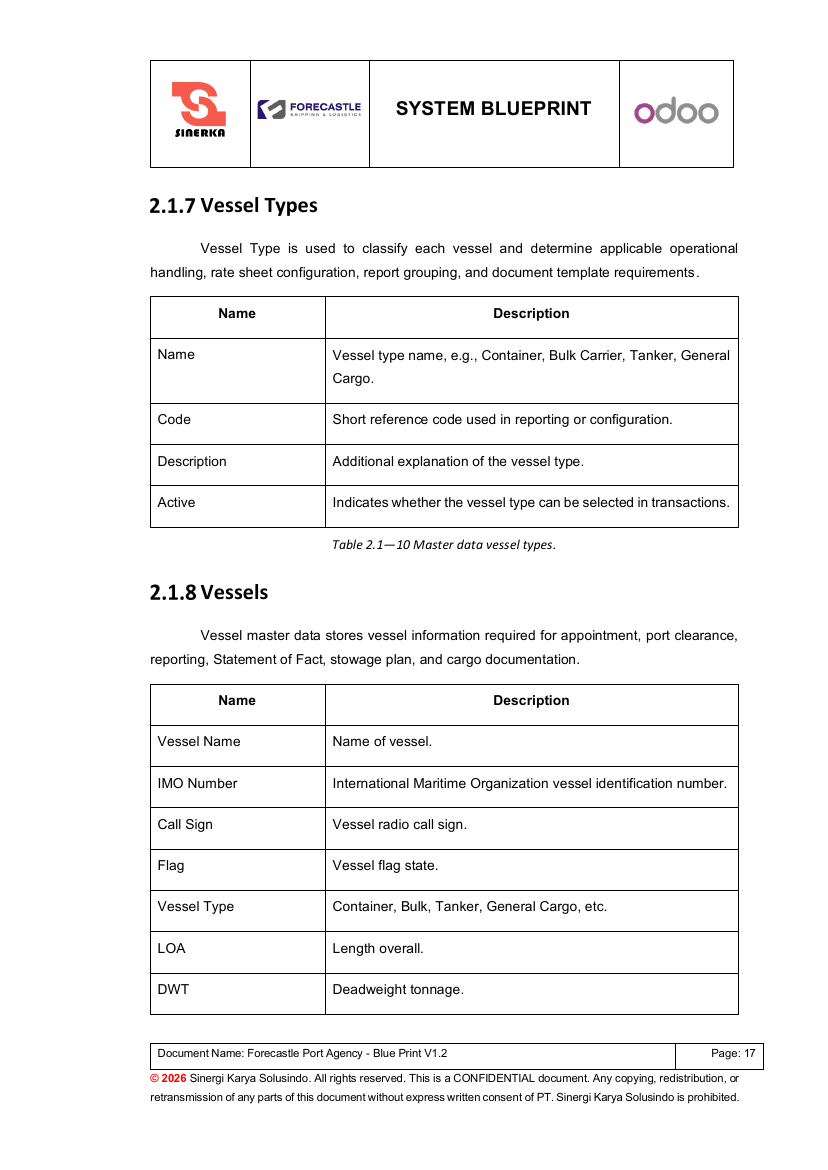 SINERKA
FORECASTLE
SHIPPING & LOGISTICS
SYSTEM BLUEPRINT
odoo
2.1.7 Vessel Types
Vessel Type is used to classify each vessel and determine applicable operational
handling, rate sheet configuration, report grouping, and document template requirements.
Name Description
Name Vessel type name, e.g., Container, Bulk Carrier, Tanker, General
Cargo.
Code Short reference code used in reporting or configuration.
Description Additional explanation of the vessel type.
Active Indicates whether the vessel type can be selected in transactions.
Table 2.1—10 Master data vessel types.
2.1.8 Vessels
Vessel master data stores vessel information required for appointment, port clearance,
reporting, Statement of Fact, stowage plan, and cargo documentation.
Name Description
Vessel Name Name of vessel.
IMO Number International Maritime Organization vessel identification number.
Call Sign Vessel radio call sign.
Flag Vessel flag state.
Vessel Type Container, Bulk, Tanker, General Cargo, etc.
LOA Length overall.
DWT Deadweight tonnage.
Document Name: Forecastle Port Agency - Blue Print V1.2 Page: 17
© 2026 Sinergi Karya Solusindo. All rights reserved. This is a CONFIDENTIAL document. Any copying, redistribution, or
retransmission of any parts of this document without express written consent of PT. Sinergi Karya Solusindo is prohibited.